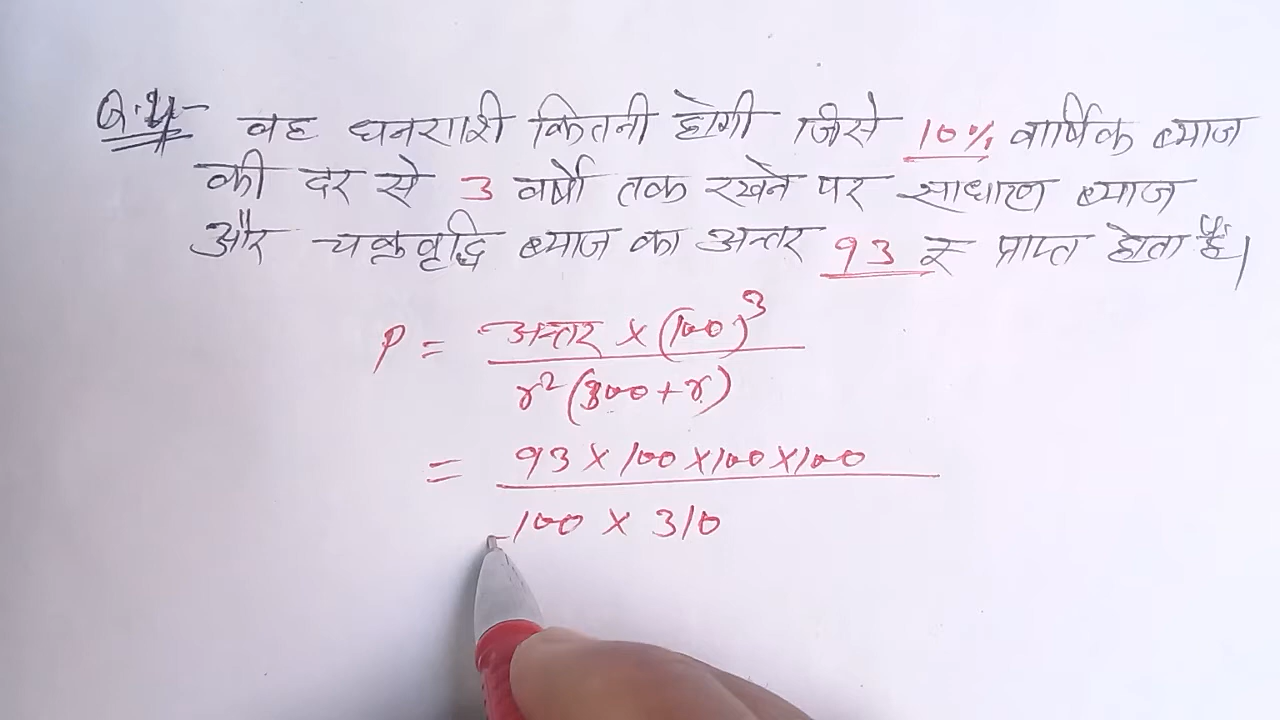 Q.4- वह धनराशी कितनी होगी जिसे 10% वार्षिक ब्याज
की दर से 3 वर्षो तक रखने पर साधारण ब्याज
और चक्रवृद्धि ब्याज का अन्तर 93 रु प्राप्त होता है।
P = अन्तर × (100)³
r² (300 + r)
= 93 × 100 × 100 × 100
100 × 310